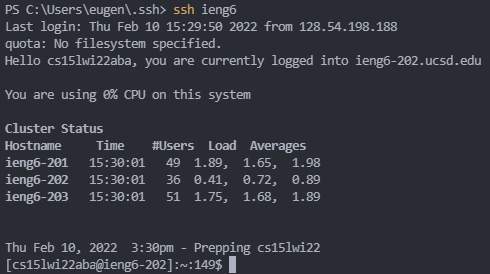 PS C:\Users\eugen\.ssh> ssh ieng6
Last login: Thu Feb 10 15:29:50 2022 from 128.54.198.188
quota: No filesystem specified.
Hello cs15lwi22aba, you are currently logged into ieng6-202.ucsd.edu
You are using 0% CPU on this system
Cluster Status
Hostname     Time    #Users  Load  Averages
ieng6-201   15:30:01   49  1.89,  1.65,  1.98
ieng6-202   15:30:01   36  0.41,  0.72,  0.89
ieng6-203   15:30:01   51  1.75,  1.68,  1.89
Thu Feb 10, 2022  3:30pm - Prepping cs15lwi22
[cs15lwi22aba@ieng6-202]:~:149$